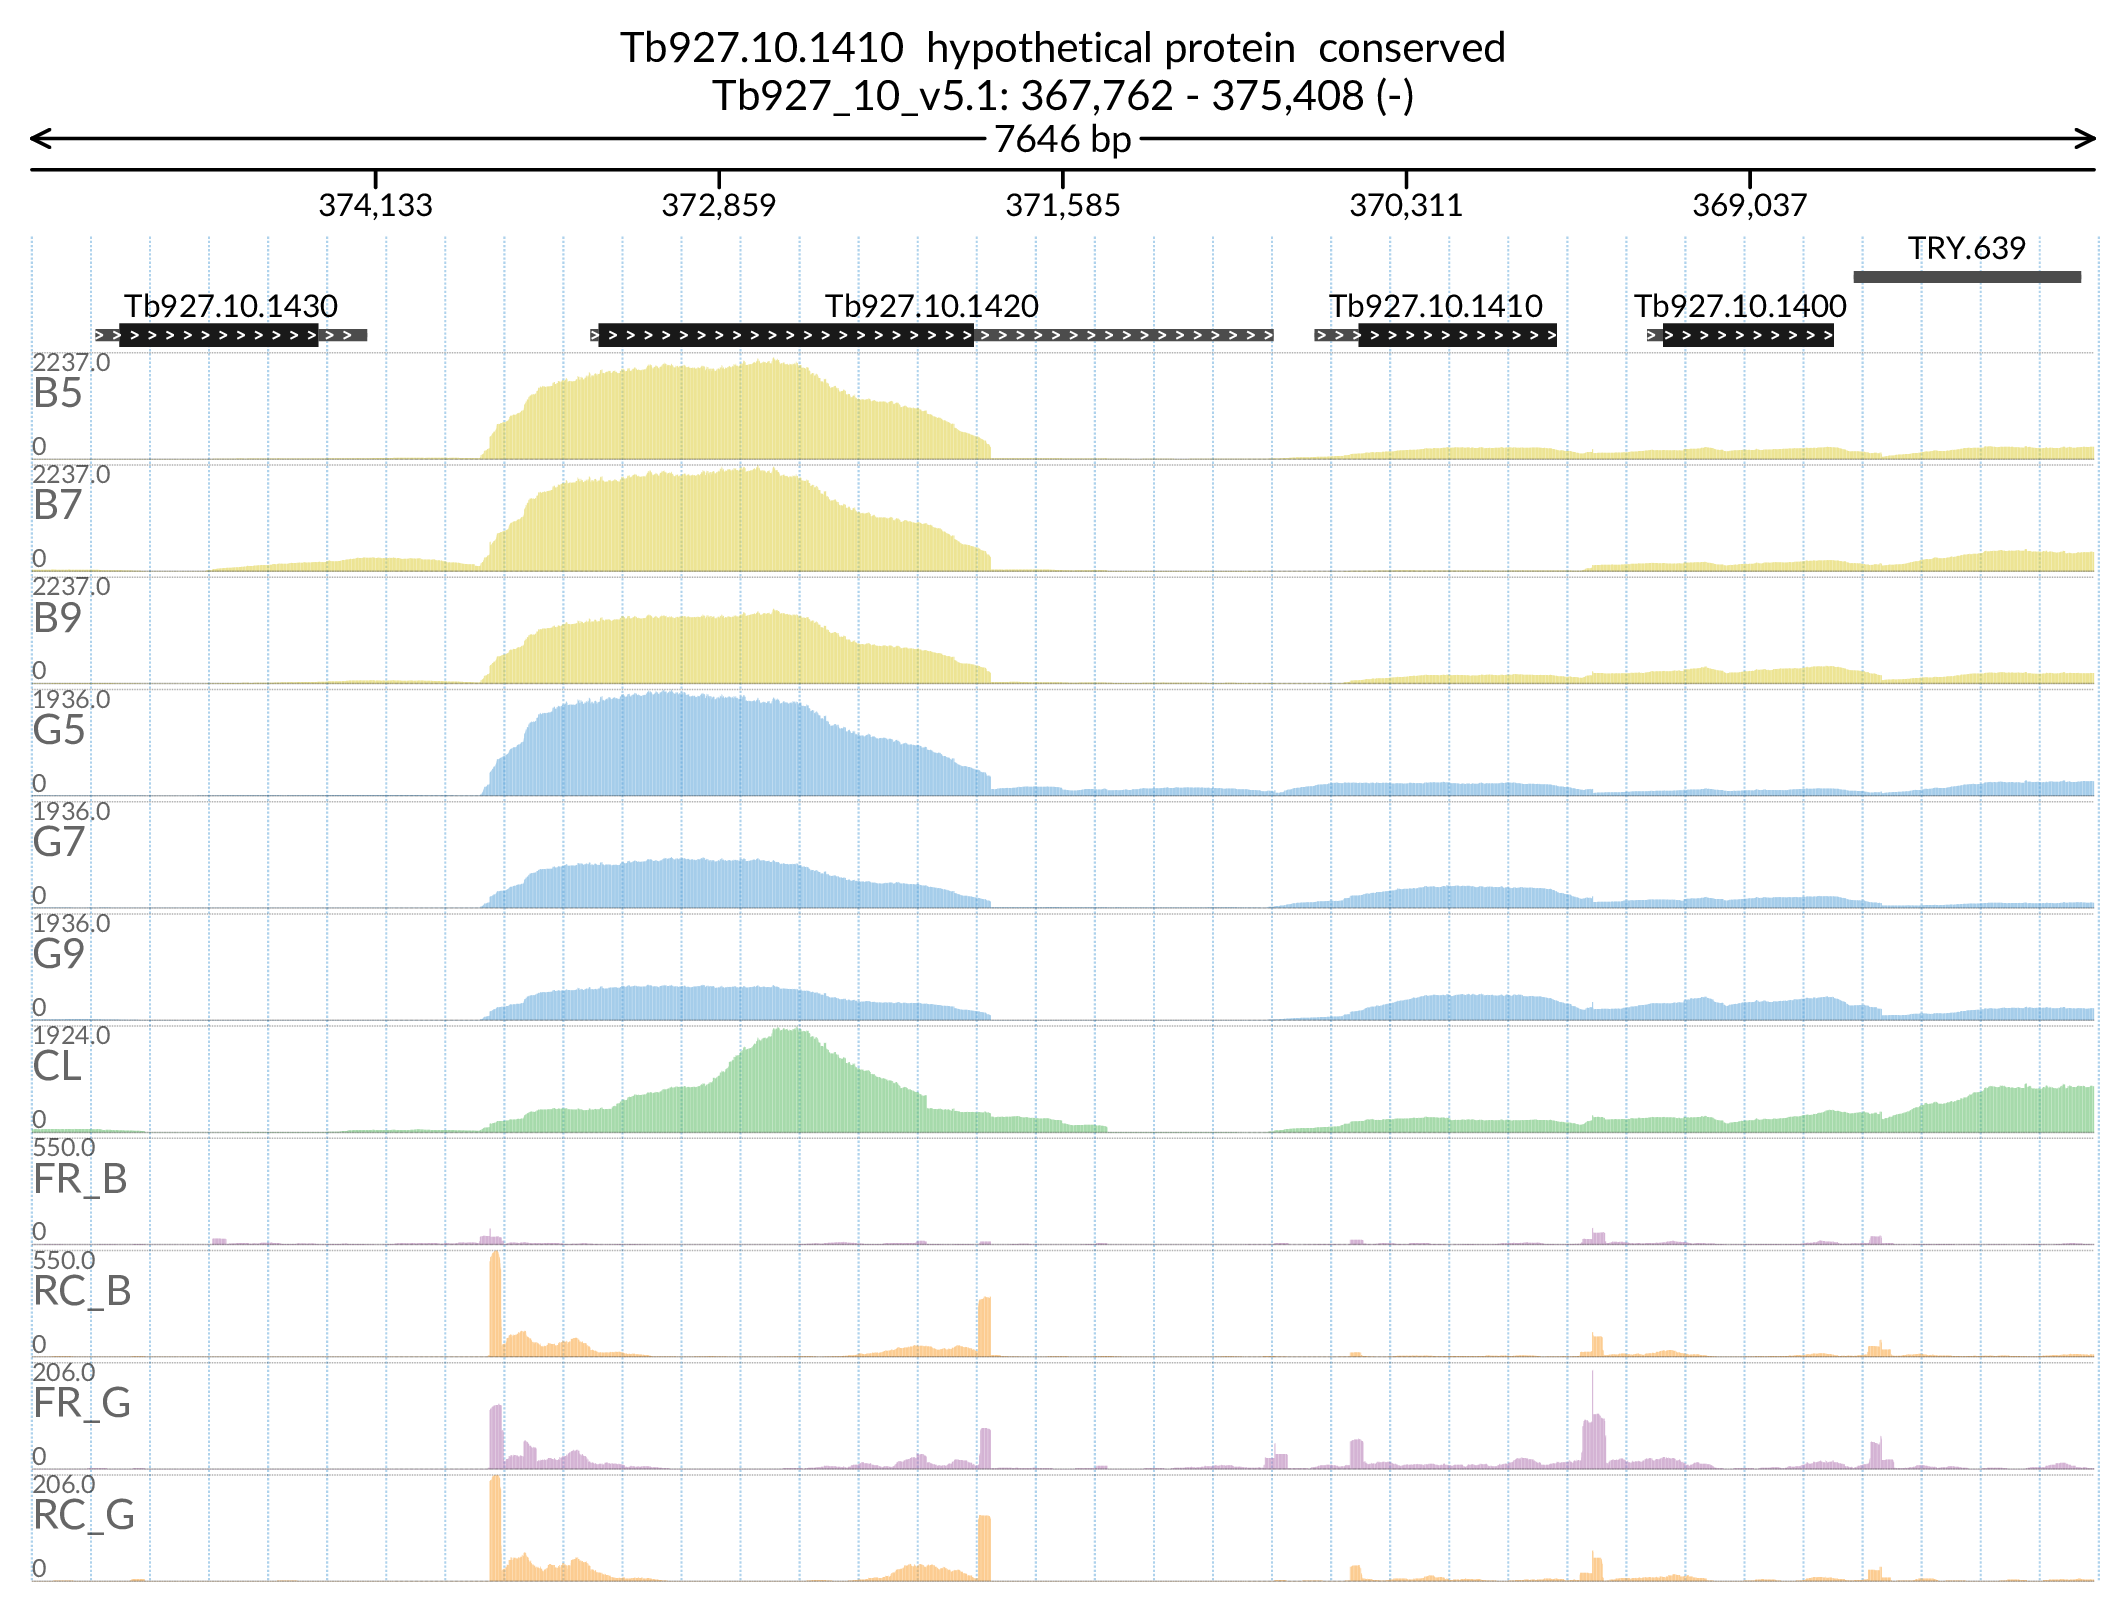 Tb927.10.1410  hypothetical protein  conserved
Tb927_10_v5.1: 367,762 - 375,408 (-)
7646 bp
374,133 372,859 371,585 370,311 369,037
TRY.639
Tb927.10.1430 Tb927.10.1420 Tb927.10.1410 Tb927.10.1400
2237.0
B5
0
2237.0
B7
0
2237.0
B9
0
1936.0
G5
0
1936.0
G7
0
1936.0
G9
0
1924.0
CL
0
550.0
FR_B
0
550.0
RC_B
0
206.0
FR_G
0
206.0
RC_G
0